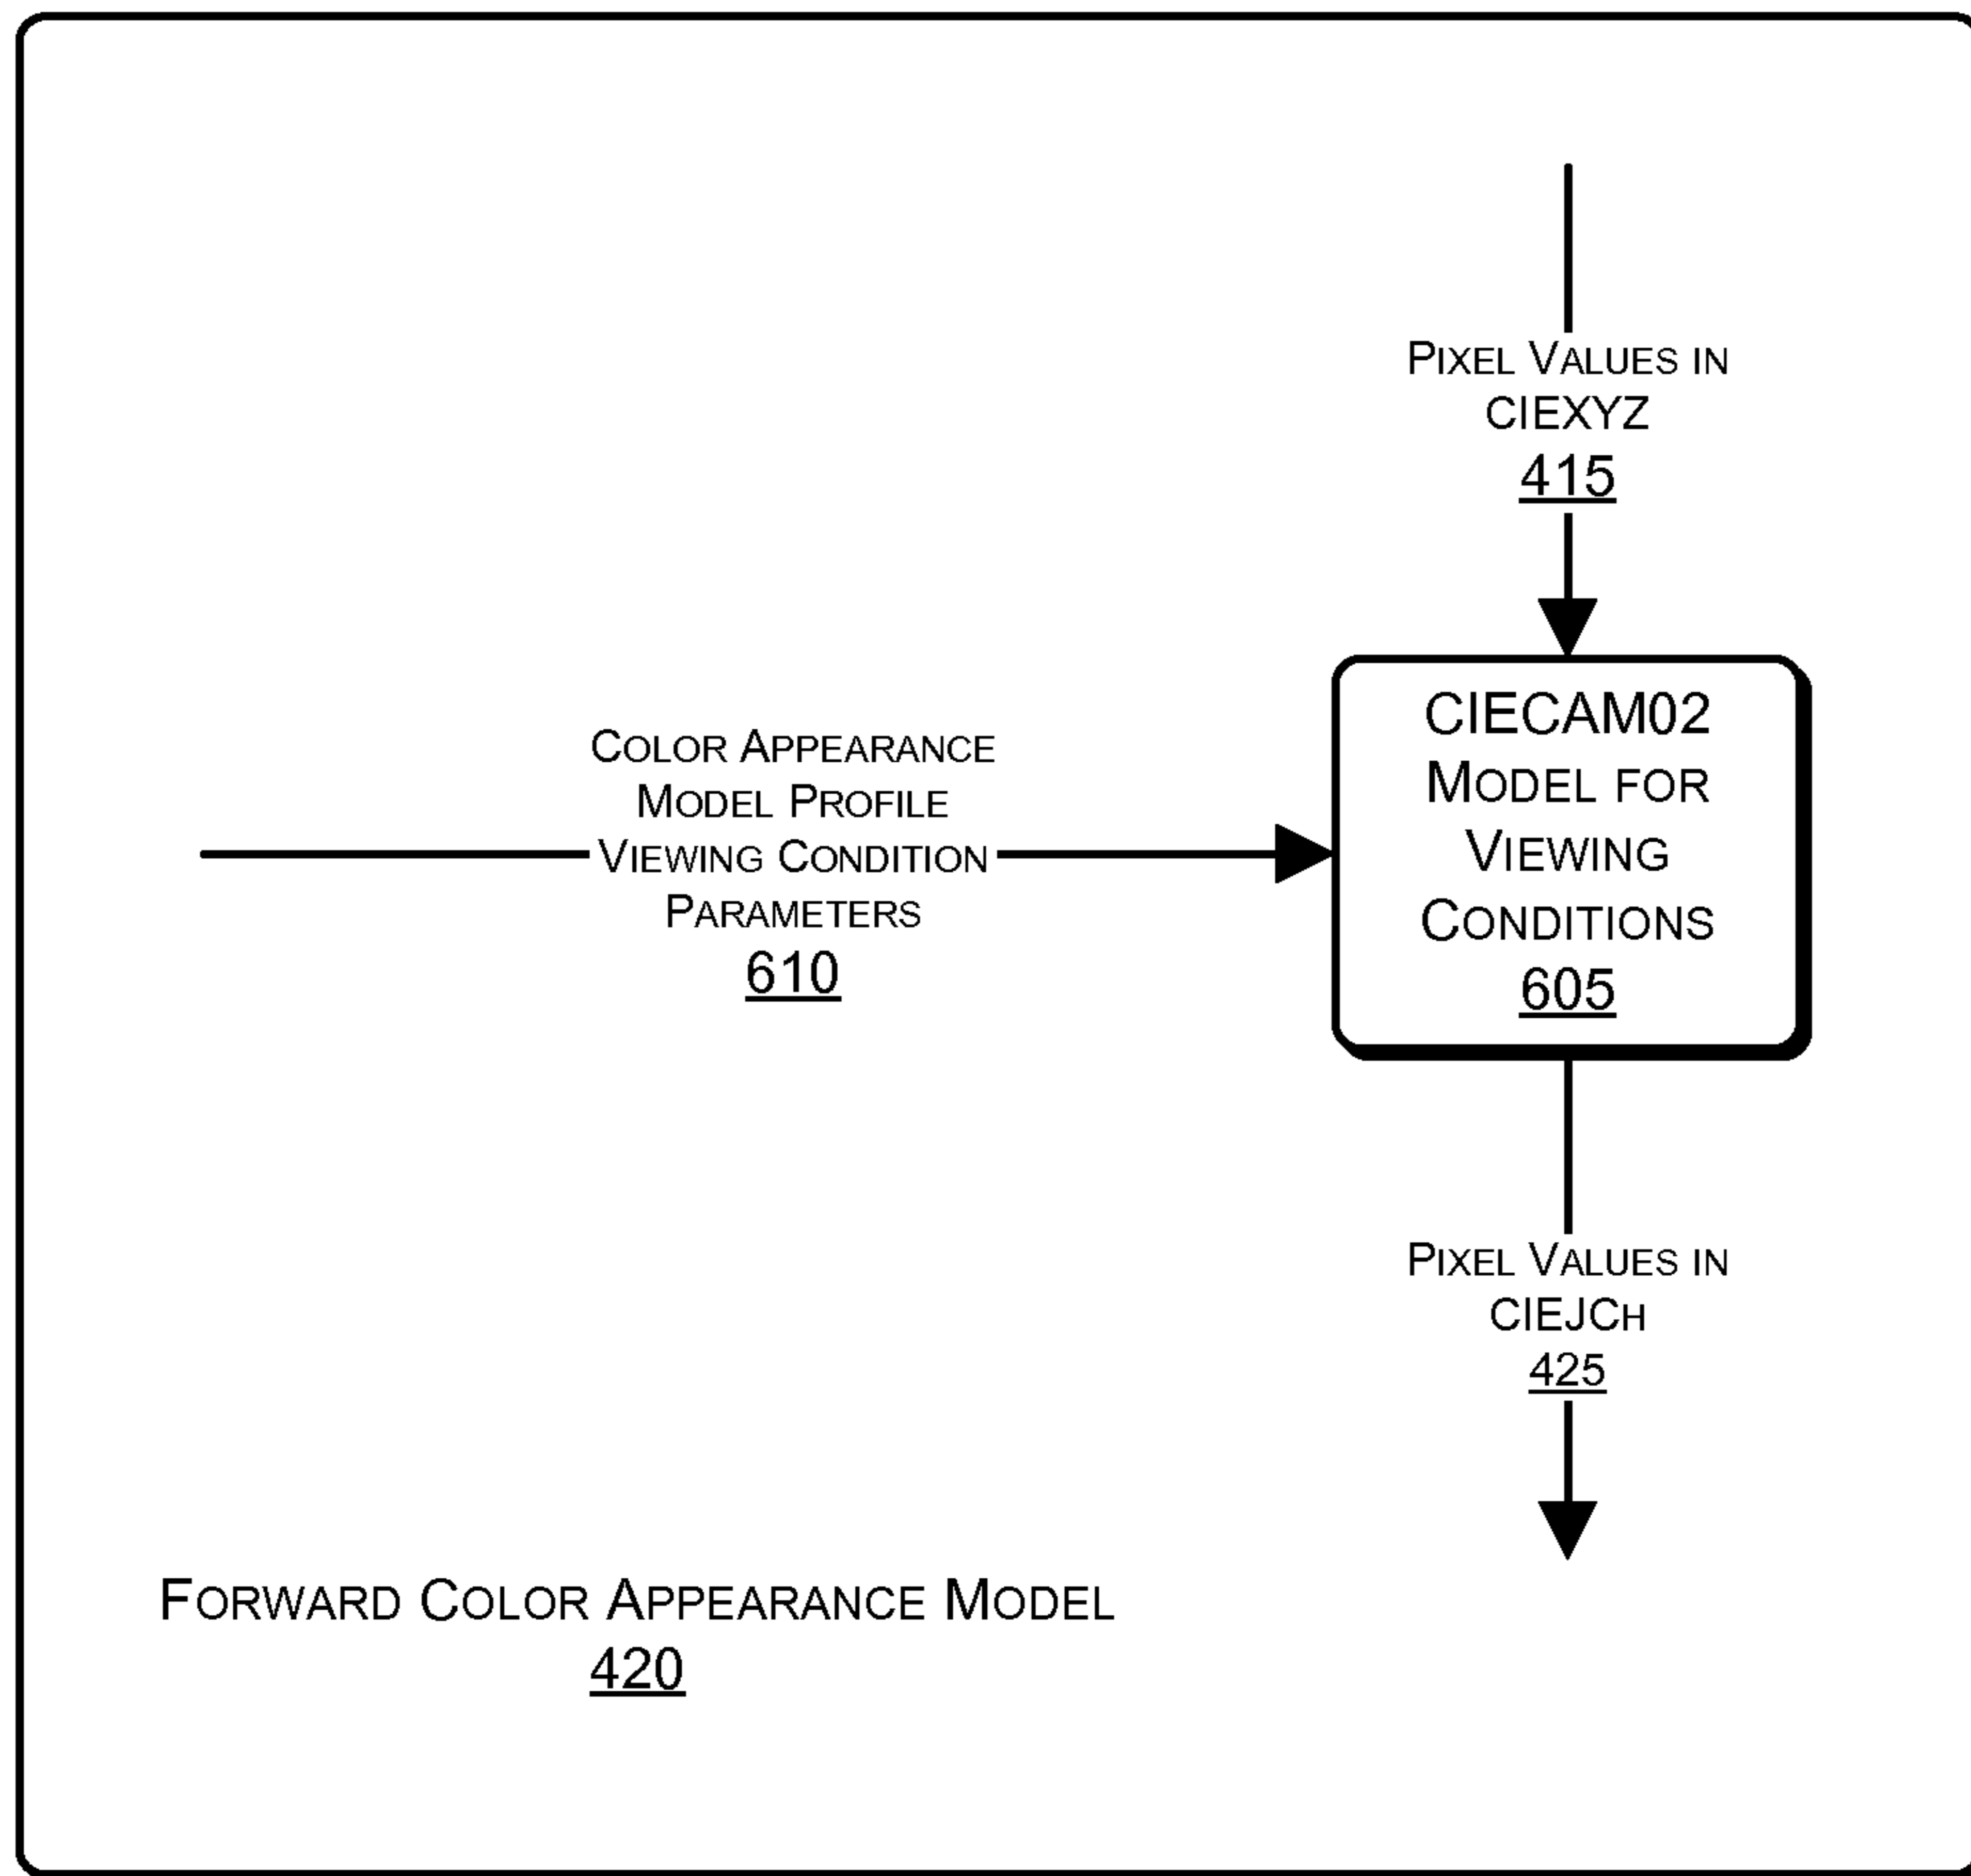 PIXEL VALUES IN
CIEXYZ
415
COLOR APPEARANCE
MODEL PROFILE
VIEWING CONDITION
PARAMETERS
610
CIECAM02
MODEL FOR
VIEWING
CONDITIONS
605
PIXEL VALUES IN
CIEJCH
425
FORWARD COLOR APPEARANCE MODEL
420